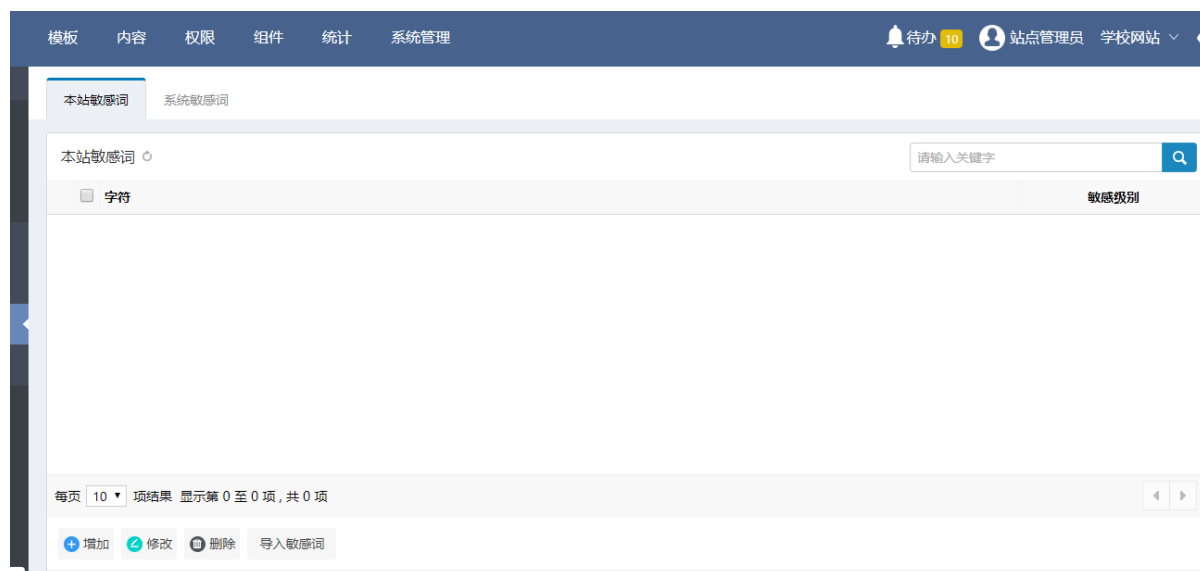 模板 内容 权限 组件 统计 系统管理 待办 10 站点管理员 学校网站
本站敏感词 系统敏感词
本站敏感词 请输入关键字
字符 敏感级别
每页 10 项结果 显示第 0 至 0 项 , 共 0 项
增加 修改 删除 导入敏感词